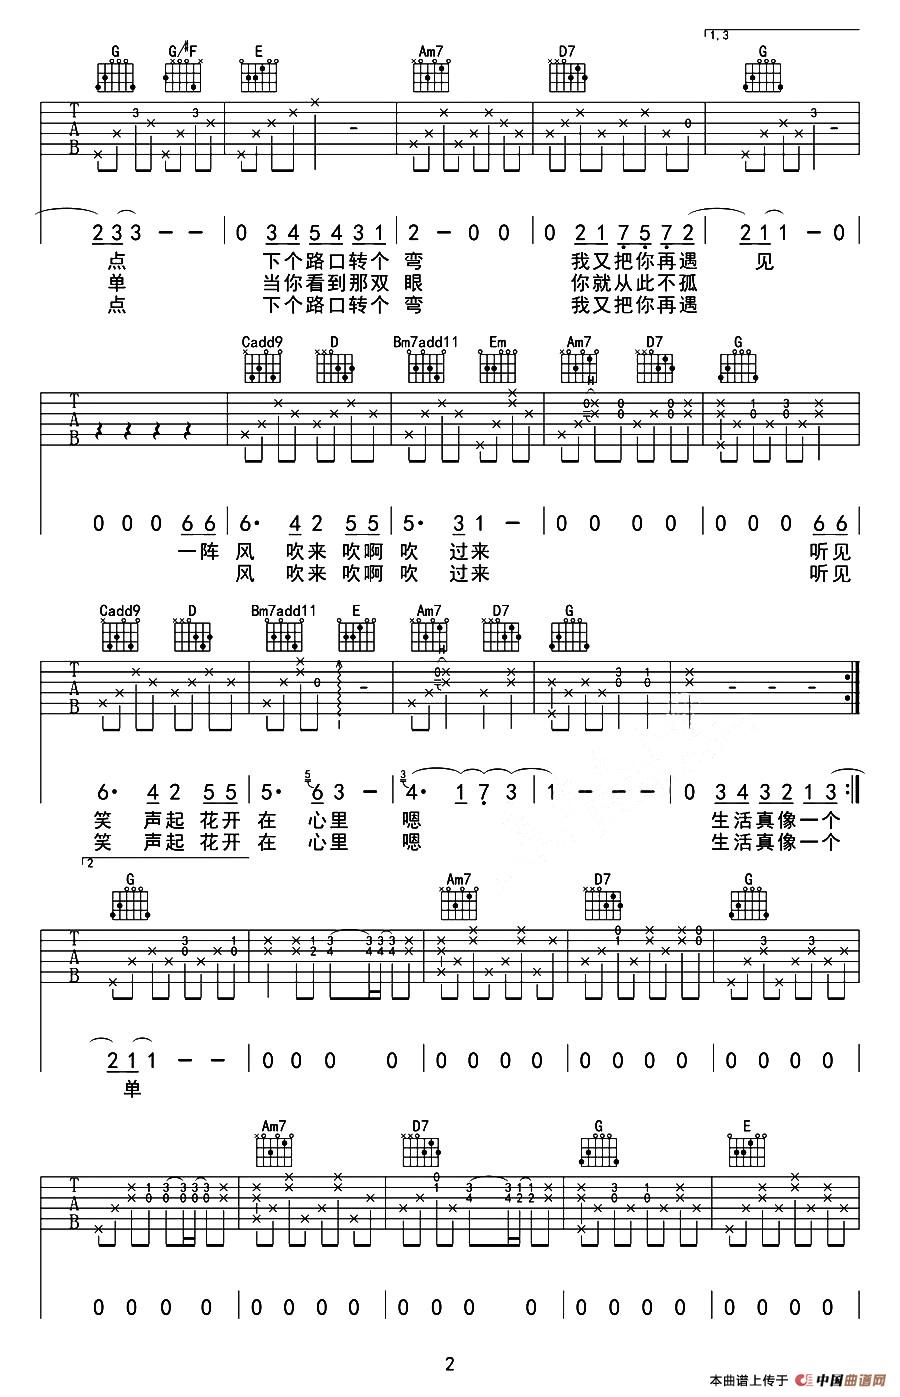 1, 3
G G/#F E Am7 D7 G
2 3 3 - - 0 3 4 5 4 3 1 2 - 0 0 0 2 1 7 5 7 2 2 1 1 - 0
点 下个路口转个 弯 我又把你再遇 见
单 当你看到那双 眼 你就从此不孤
点 下个路口转个 弯 我又把你再遇
Cadd9 D Bm7add11 Em Am7 D7 G
0 0 0 6 6 6· 4 2 5 5 5· 3 1 - 0 0 0 0 0 0 0 6 6
一阵 风 吹来 吹啊 吹 过来 听见
风 吹来 吹啊 吹 过来 听见
Cadd9 D Bm7add11 E Am7 D7 G
6· 4 2 5 5 5· 5 6 3 - 3 4· 1 7 3 1 - - - 0 3 4 3 2 1 3
笑 声起 花开 在 心里 嗯 生活真像一个
笑 声起 花开 在 心里 嗯 生活真像一个
2
G Am7 D7 G
2 1 1 - - 0 0 0 0 0 0 0 0 0 0 0 0 0 0 0 0
单
Am7 D7 G E
0 0 0 0 0 0 0 0 0 0 0 0 0 0 0 0 0 0 0 0
2
本曲谱上传于 中国曲谱网